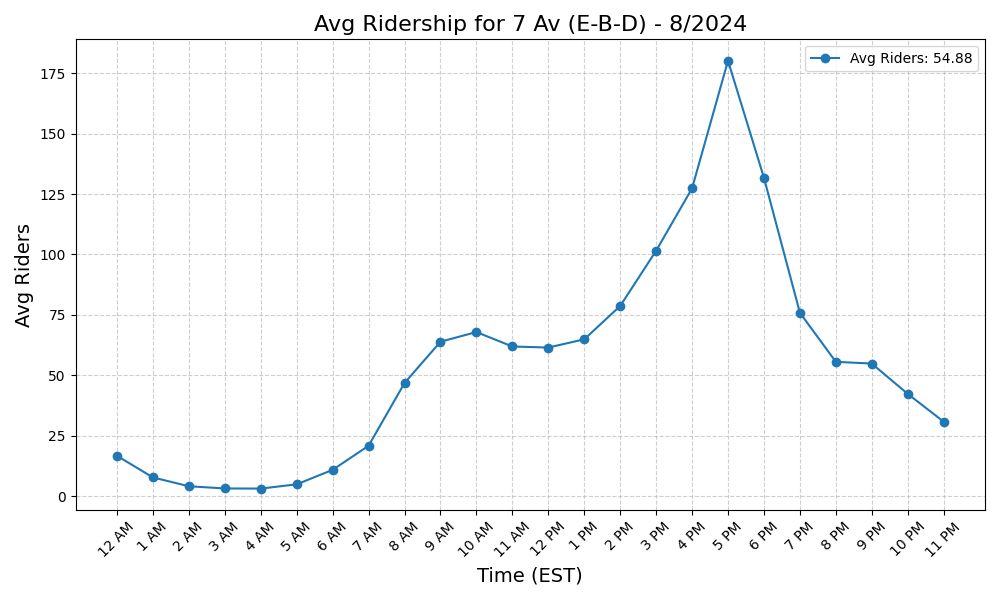 Avg Ridership for 7 Av (E-B-D) - 8/2024
Avg Riders: 54.88
Avg Riders
175
150
125
100
75
50
25
0
12 AM
1 AM
2 AM
3 AM
4 AM
5 AM
6 AM
7 AM
8 AM
9 AM
10 AM
11 AM
12 PM
1 PM
2 PM
3 PM
4 PM
5 PM
6 PM
7 PM
8 PM
9 PM
10 PM
11 PM
Time (EST)